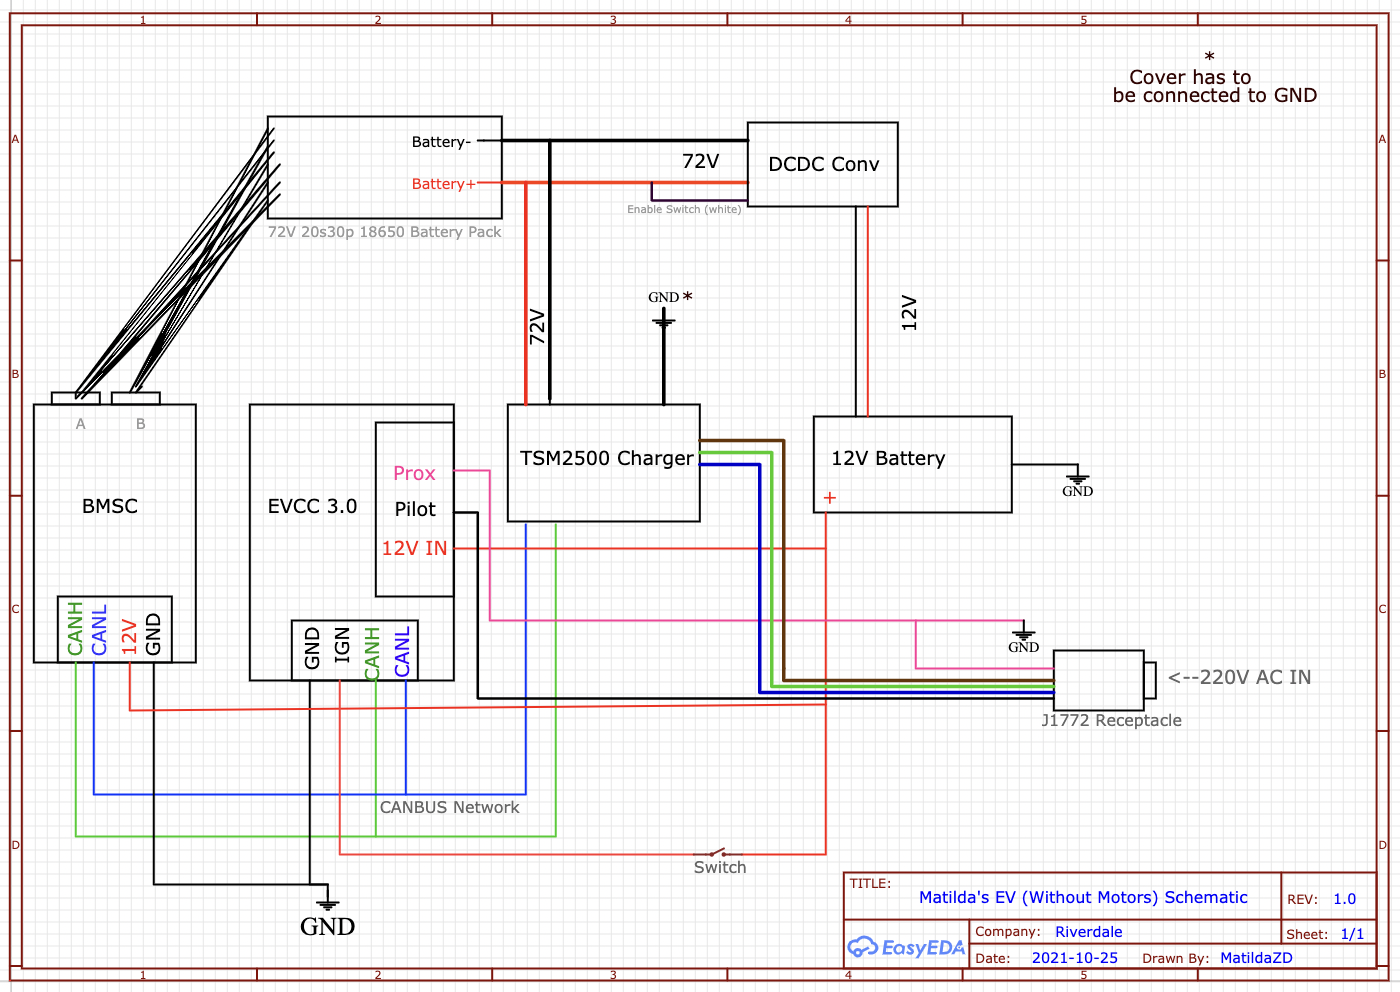 1 2 3 4 5
*
Cover has to
be connected to GND
A
A
Battery-
72V
DCDC Conv
Battery+
Enable Switch (white)
72V 20s30p 18650 Battery Pack
GND *
72V
12V
B
B
A B
TSM2500 Charger
12V Battery
Prox
BMSC
EVCC 3.0
Pilot
+
GND
12V IN
C
C
CANH
CANL
12V
GND
GND
IGN
CANH
CANL
GND
<--220V AC IN
J1772 Receptacle
CANBUS Network
D
D
Switch
GND
TITLE:
Matilda's EV (Without Motors) Schematic
REV: 1.0
EasyEDA
Company: Riverdale
Sheet: 1/1
Date: 2021-10-25 Drawn By: MatildaZD
1 2 3 4 5